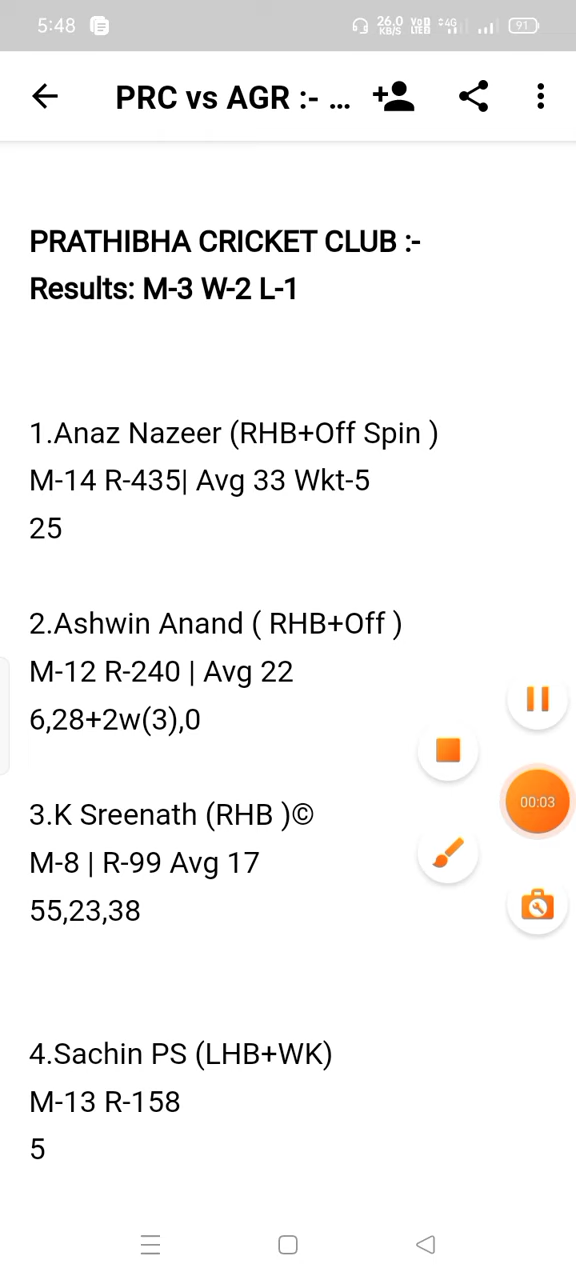 5:48 26.0 KB/S VoD LTE 4G 91
PRC vs AGR :- ...
PRATHIBHA CRICKET CLUB :-
Results: M-3 W-2 L-1
1.Anaz Nazeer (RHB+Off Spin )
M-14 R-435| Avg 33 Wkt-5
25
2.Ashwin Anand ( RHB+Off )
M-12 R-240 | Avg 22
6,28+2w(3),0
3.K Sreenath (RHB )©
M-8 | R-99 Avg 17
55,23,38
00:03
4.Sachin PS (LHB+WK)
M-13 R-158
5